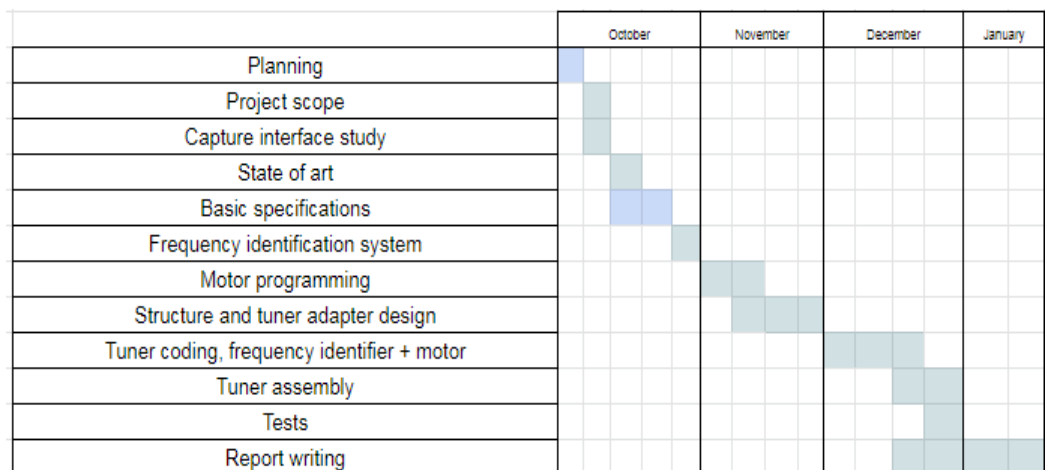 October November December January
Planning
Project scope
Capture interface study
State of art
Basic specifications
Frequency identification system
Motor programming
Structure and tuner adapter design
Tuner coding, frequency identifier + motor
Tuner assembly
Tests
Report writing